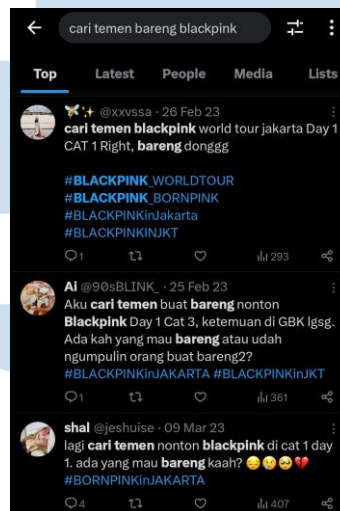 cari temen bareng blackpink
Top Latest People Media Lists
@xxvssa · 26 Feb 23
cari temen blackpink world tour jakarta Day 1
CAT 1 Right, bareng donggg
#BLACKPINK_WORLDTOUR
#BLACKPINK_BORNPINK
#BLACKPINKinJakarta
#BLACKPINKINJKT
1 293
Ai @90sBLINK_ · 25 Feb 23
Aku cari temen buat bareng nonton
Blackpink Day 1 Cat 3, ketemuan di GBK lgsg.
Ada kah yang mau bareng atau udah
ngumpulin orang buat bareng2?
#BLACKPINKinJAKARTA #BLACKPINKinJKT
1 361
shal @jeshuise · 09 Mar 23
lagi cari temen nonton blackpink di cat 1 day
1. ada yang mau bareng kaah? 😞🥲🥺💔
#BORNPINKinJAKARTA
4 407